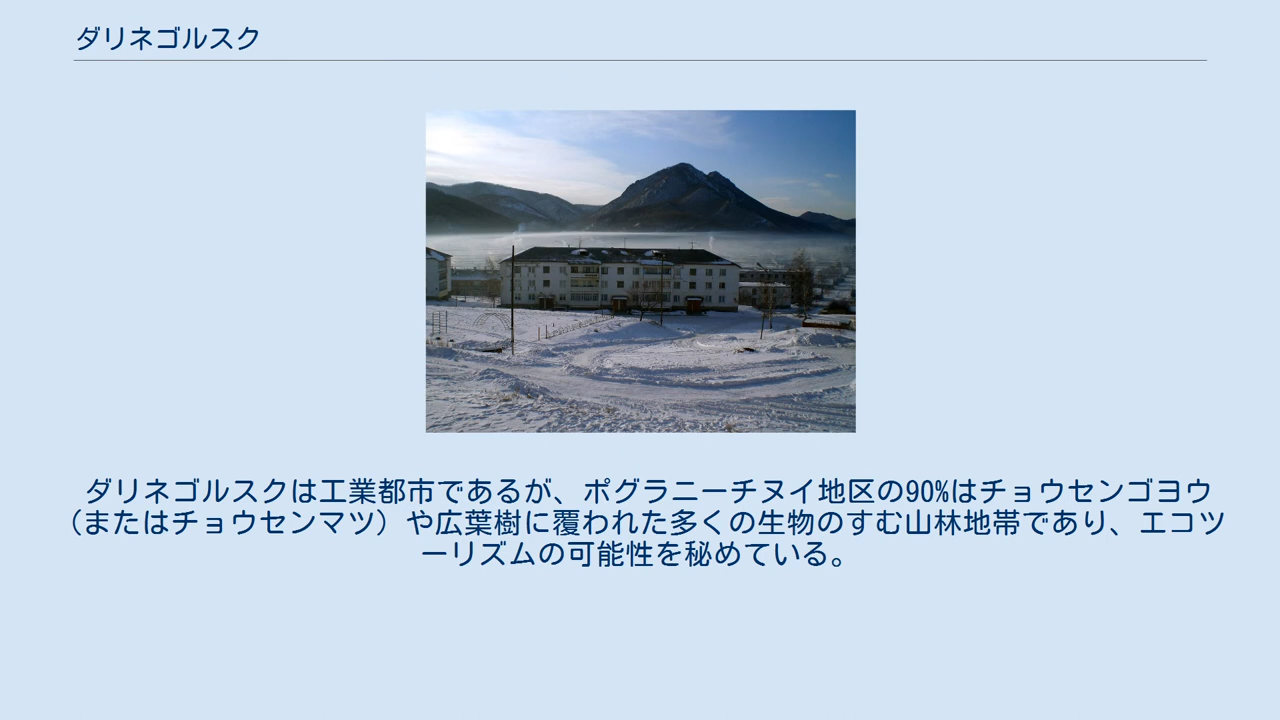 ダリネゴルスク
ダリネゴルスクは工業都市であるが、ポグラニーチヌイ地区の90%はチョウセンゴヨウ
（またはチョウセンマツ）や広葉樹に覆われた多くの生物のすむ山林地帯であり、エコツ
ーリズムの可能性を秘めている。